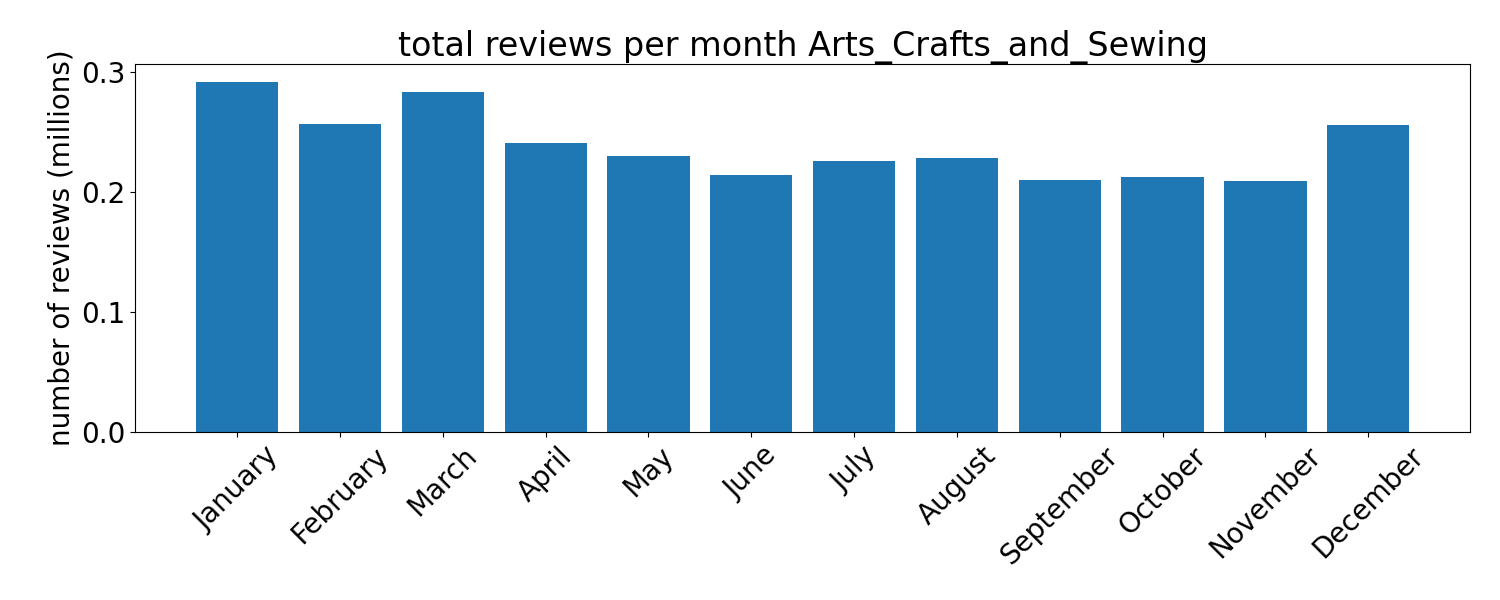 total reviews per month Arts_Crafts_and_Sewing
number of reviews (millions)
0.3
0.2
0.1
0.0
January
February
March
April
May
June
July
August
September
October
November
December